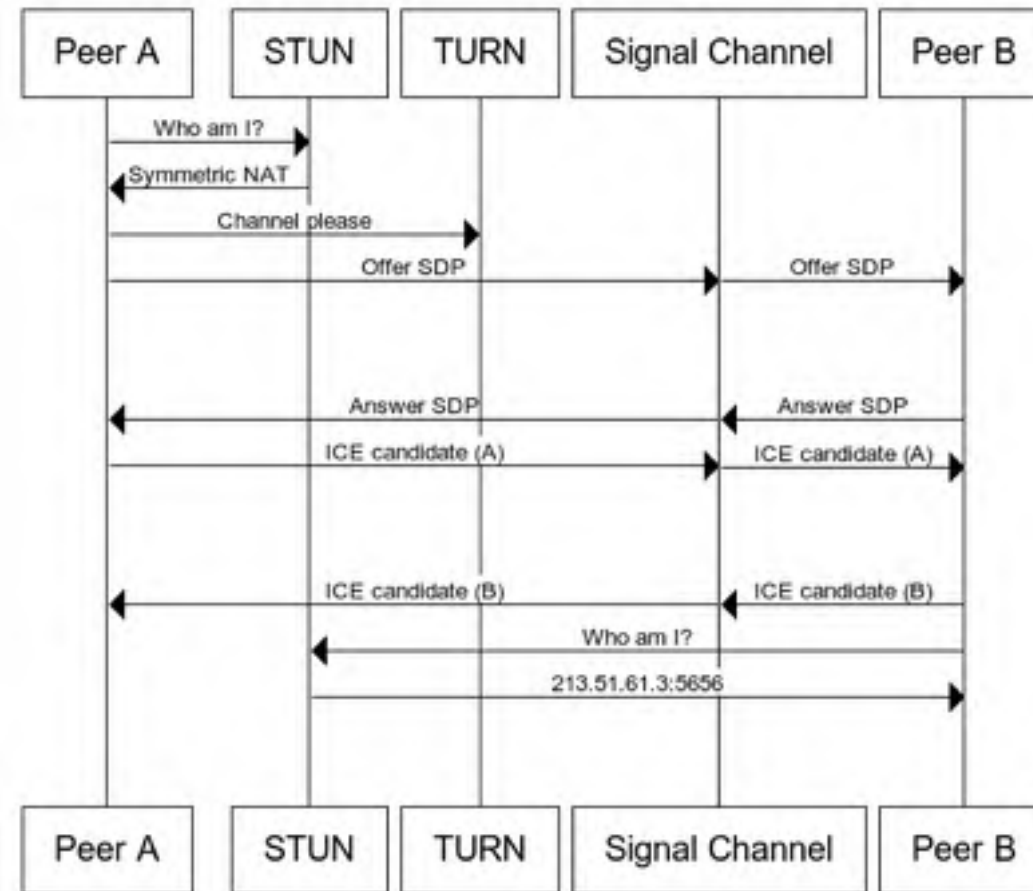 Peer A
STUN
TURN
Signal Channel
Peer B
Who am I?
Symmetric NAT
Channel please
Offer SDP
Offer SDP
Answer SDP
Answer SDP
ICE candidate (A)
ICE candidate (A)
ICE candidate (B)
ICE candidate (B)
Who am I?
213.51.61.3:5656
Peer A
STUN
TURN
Signal Channel
Peer B